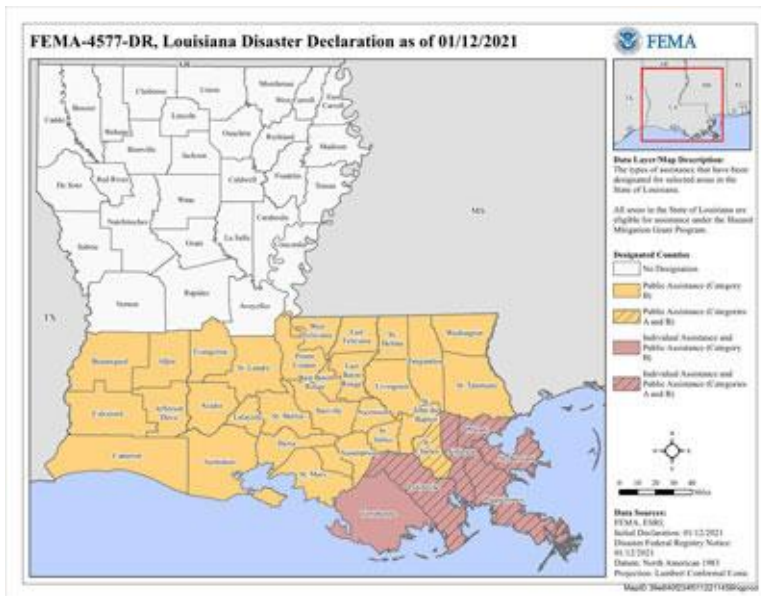 FEMA-4577-DR, Louisiana Disaster Declaration as of 01/12/2021
FEMA
Data Layer/Map Description:
The types of assistance that have been
designated for selected areas in the
State of Louisiana.
All areas in the State of Louisiana are
eligible for assistance under the Hazard
Mitigation Grant Program.
Designated Counties
No Designation
Public Assistance (Category
B)
Public Assistance (Categories
A and B)
Individual Assistance and
Public Assistance (Category
B)
Individual Assistance and
Public Assistance (Categories
A and B)
0 10 20 30 40
Miles
Data Sources:
FEMA, ESRI;
Initial Declaration: 01/12/2021
Disaster Federal Registry Notice:
01/12/2021
Datum: North American 1983
Projection: Lambert Conformal Conic
MS
TX
Claiborne
Union
Morehouse
Bossier
Caddo
Lincoln
Ouachita
Richland
Madison
Bienville
Jackson
De Soto
Red River
Caldwell
Franklin
Tensas
Winn
Natchitoches
Catahoula
Sabine
Grant
La Salle
Concordia
Vernon
Rapides
Avoyelles
Beauregard
Allen
Evangeline
St. Landry
West
Feliciana
East
Feliciana
St.
Helena
Washington
Pointe
Coupee
West Baton
Rouge
East
Baton
Rouge
Tangipahoa
Livingston
St. Tammany
Calcasieu
Jefferson
Davis
Acadia
Lafayette
St. Martin
Iberville
Ascension
St.
John the
Baptist
St.
James
St.
Charles
Cameron
Vermilion
Iberia
St. Mary
Assumption
Lafourche
Terrebonne